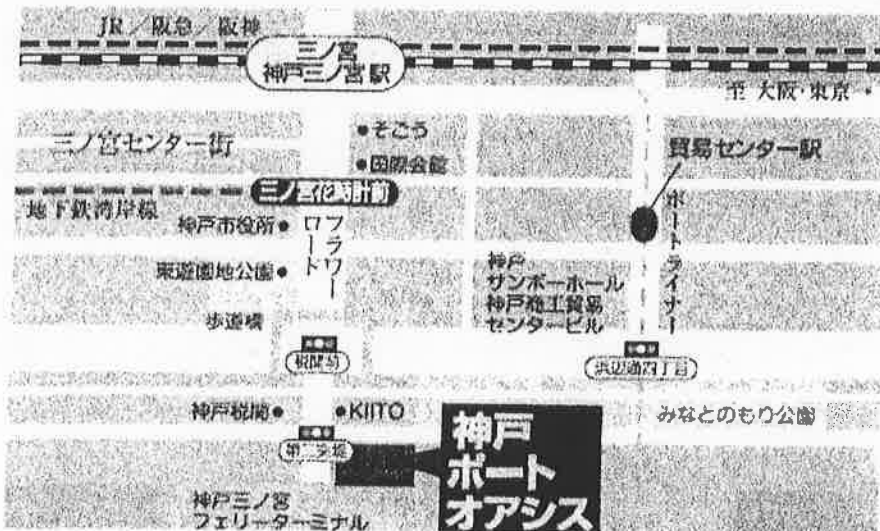 JR／阪急／阪神
三ノ宮
神戸三ノ宮駅
至 大阪・東京
三ノ宮センター街
●そごう
●国際会館
貿易センター駅
三ノ宮花時計前
地下鉄湾岸線
神戸市役所●
フラワー
ロード
ポートライナー
東遊園地公園●
神戸
サンボーホール
神戸商工貿易
センタービル
歩道橋
税関前
浜辺通四丁目
神戸税関●
●KIITO
みなとのもり公園
第二突堤
神戸
ポート
オアシス
神戸三ノ宮
フェリーターミナル